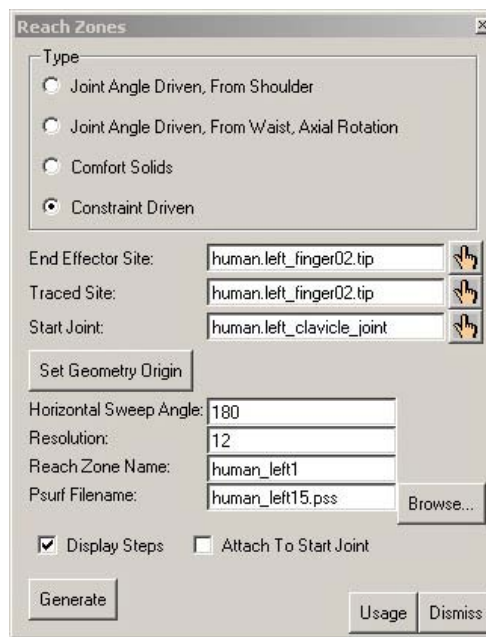 Reach Zones
Type
Joint Angle Driven, From Shoulder
Joint Angle Driven, From Waist, Axial Rotation
Comfort Solids
Constraint Driven
End Effector Site: human.left_finger02.tip
Traced Site: human.left_finger02.tip
Start Joint: human.left_clavicle_joint
Set Geometry Origin
Horizontal Sweep Angle: 180
Resolution: 12
Reach Zone Name: human_left1
Psurf Filename: human_left15.pss Browse...
Display Steps Attach To Start Joint
Generate Usage Dismiss